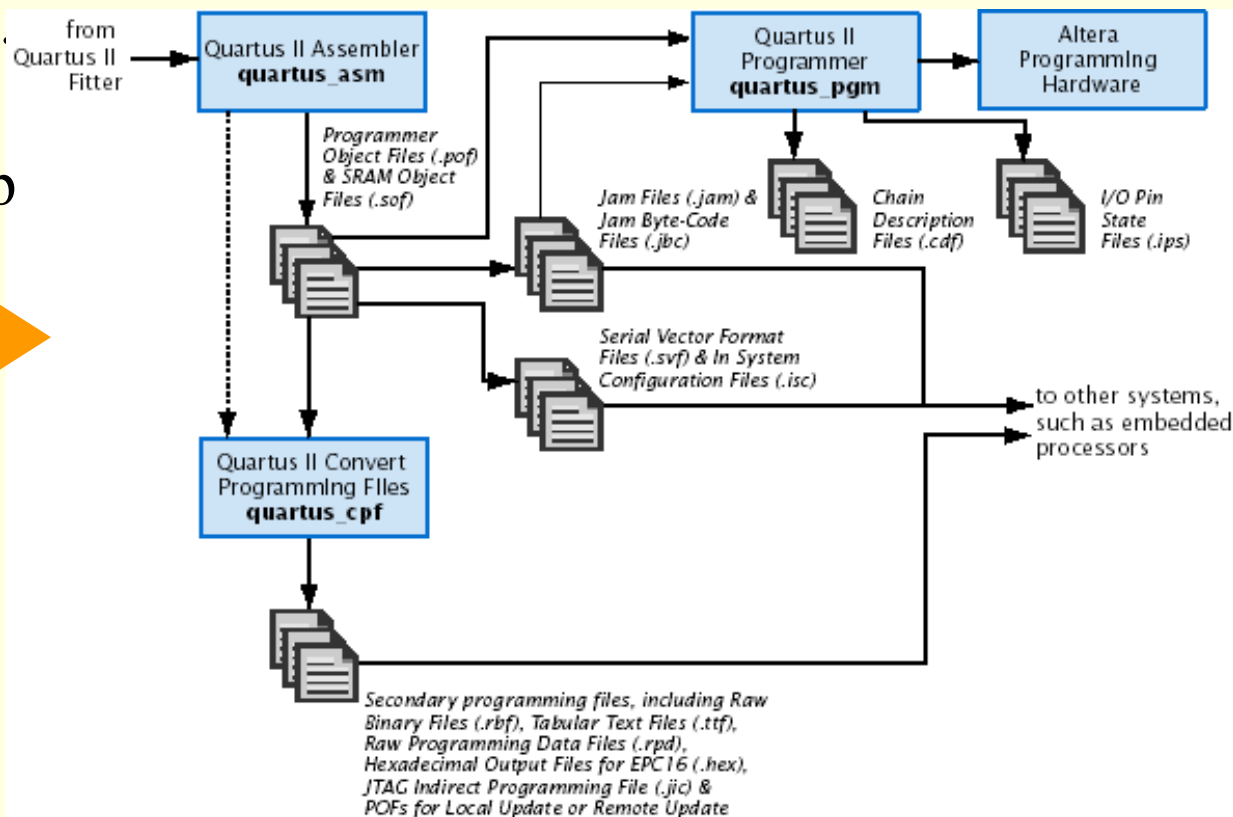 from
Quartus II
Fitter
Quartus II Assembler
quartus_asm
Quartus II
Programmer
quartus_pgm
Altera
Programming
Hardware
Programmer
Object Files (.pof)
& SRAM Object
Files (.sof)
Jam Files (.jam) &
Jam Byte-Code
Files (.jbc)
Chain
Description
Files (.cdf)
I/O Pin
State
Files (.ips)
Serial Vector Format
Files (.svf) & In System
Configuration Files (.isc)
to other systems,
such as embedded
processors
Quartus II Convert
Programming Files
quartus_cpf
Secondary programming files, including Raw
Binary Files (.rbf), Tabular Text Files (.ttf),
Raw Programming Data Files (.rpd),
Hexadecimal Output Files for EPC16 (.hex),
JTAG Indirect Programming File (.jic) &
POFs for Local Update or Remote Update